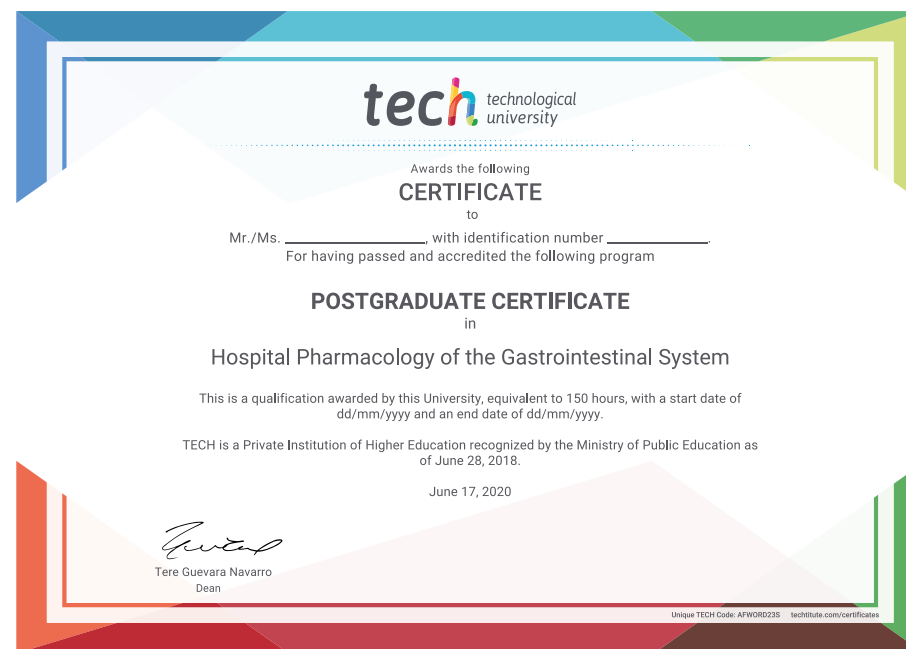 tech technological
university
Awards the following
CERTIFICATE
to
Mr./Ms. ____________________, with identification number ______________.
For having passed and accredited the following program
POSTGRADUATE CERTIFICATE
in
Hospital Pharmacology of the Gastrointestinal System
This is a qualification awarded by this University, equivalent to 150 hours, with a start date of
dd/mm/yyyy and an end date of dd/mm/yyyy.
TECH is a Private Institution of Higher Education recognized by the Ministry of Public Education as
of June 28, 2018.
June 17, 2020
Tere Guevara Navarro
Dean
Unique TECH Code: AFWORD23S techtitute.com/certificates